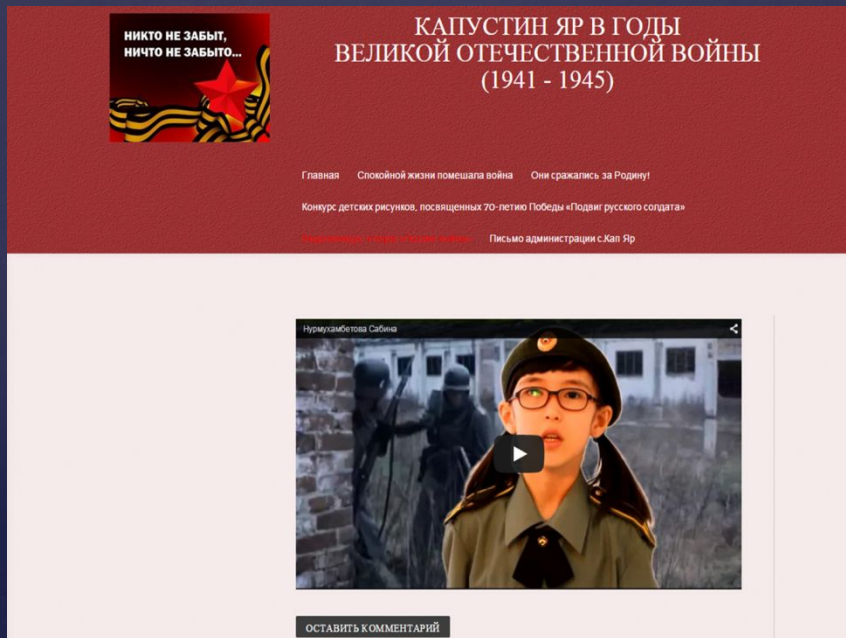 НИКТО НЕ ЗАБЫТ,
НИЧТО НЕ ЗАБЫТО...
КАПУСТИН ЯР В ГОДЫ
ВЕЛИКОЙ ОТЕЧЕСТВЕННОЙ ВОЙНЫ
(1941 - 1945)
Главная Спокойной жизни помешала война Они сражались за Родину!
Конкурс детских рисунков, посвященных 70-летию Победы «Подвиг русского солдата»
Письмо администрации с.Кап Яр
Нурмухамбетова Сабина
ОСТАВИТЬ КОММЕНТАРИЙ